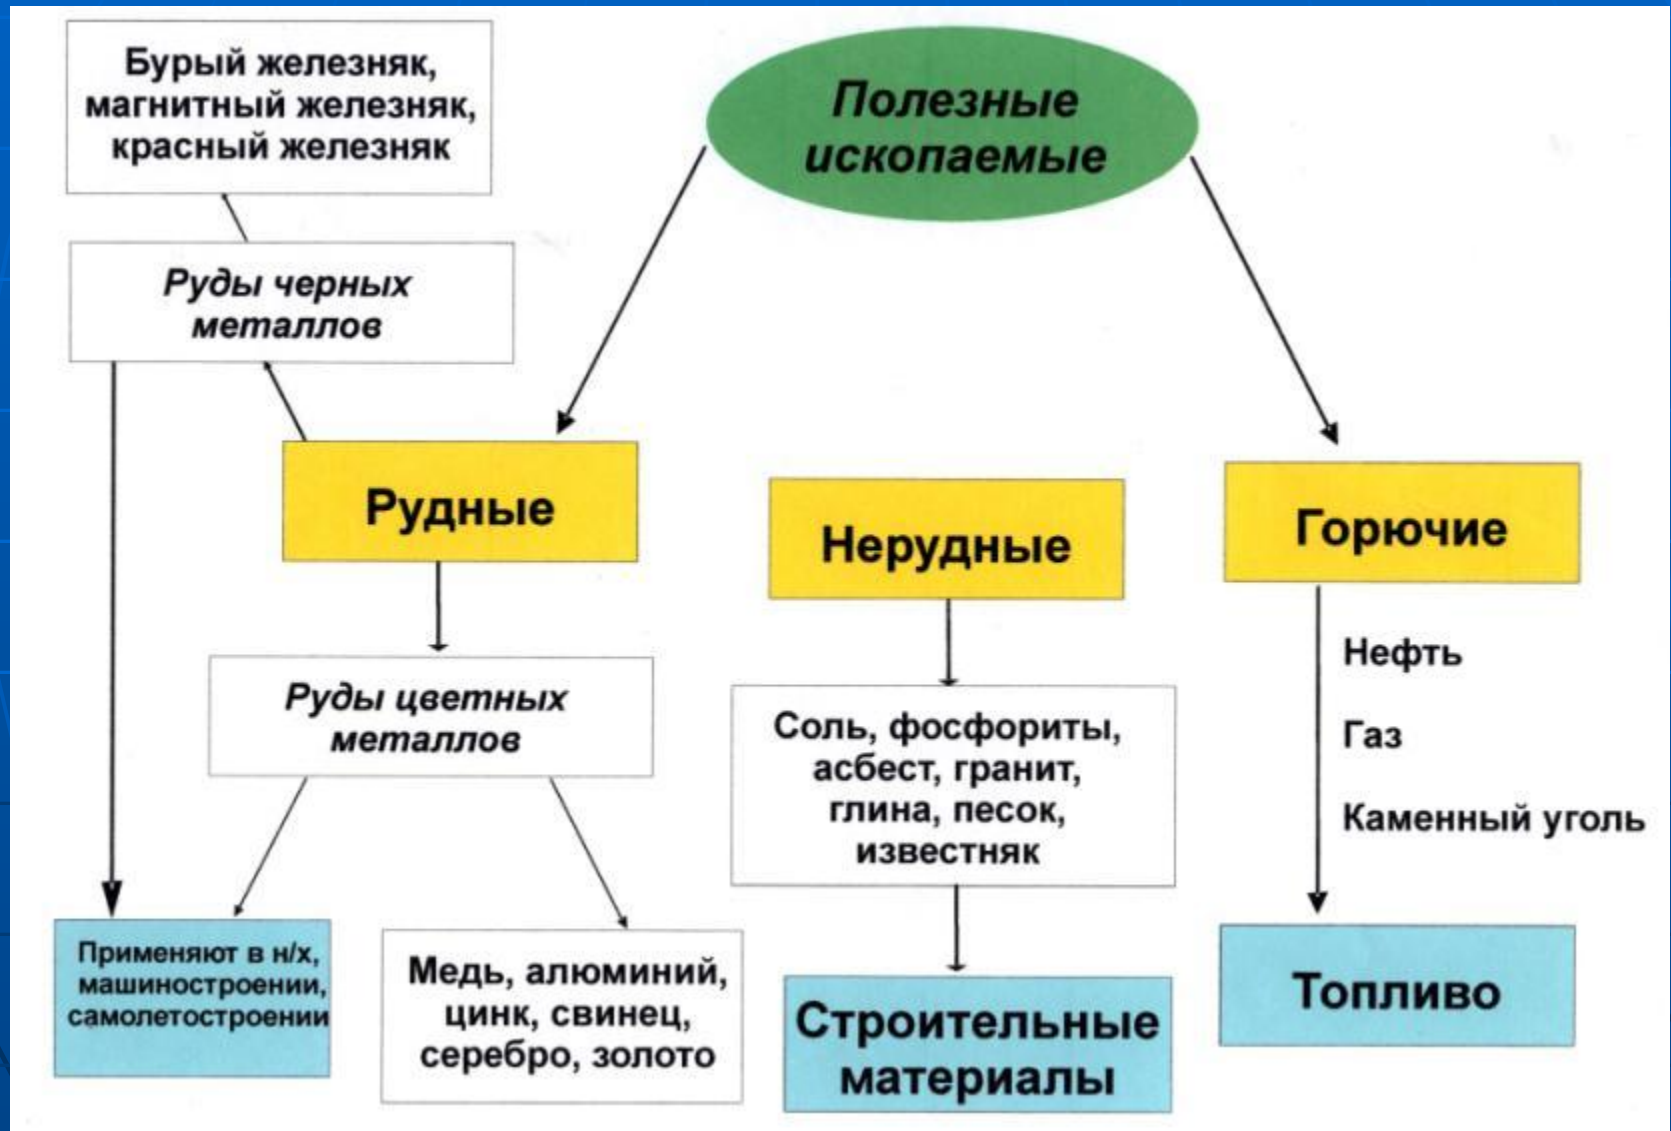 Бурый железняк,
магнитный железняк,
красный железняк
Полезные
ископаемые
Руды черных
металлов
Рудные
Нерудные
Горючие
Руды цветных
металлов
Соль, фосфориты,
асбест, гранит,
глина, песок,
известняк
Нефть
Газ
Каменный уголь
Применяют в н/х,
машиностроении,
самолетостроении
Медь, алюминий,
цинк, свинец,
серебро, золото
Строительные
материалы
Топливо